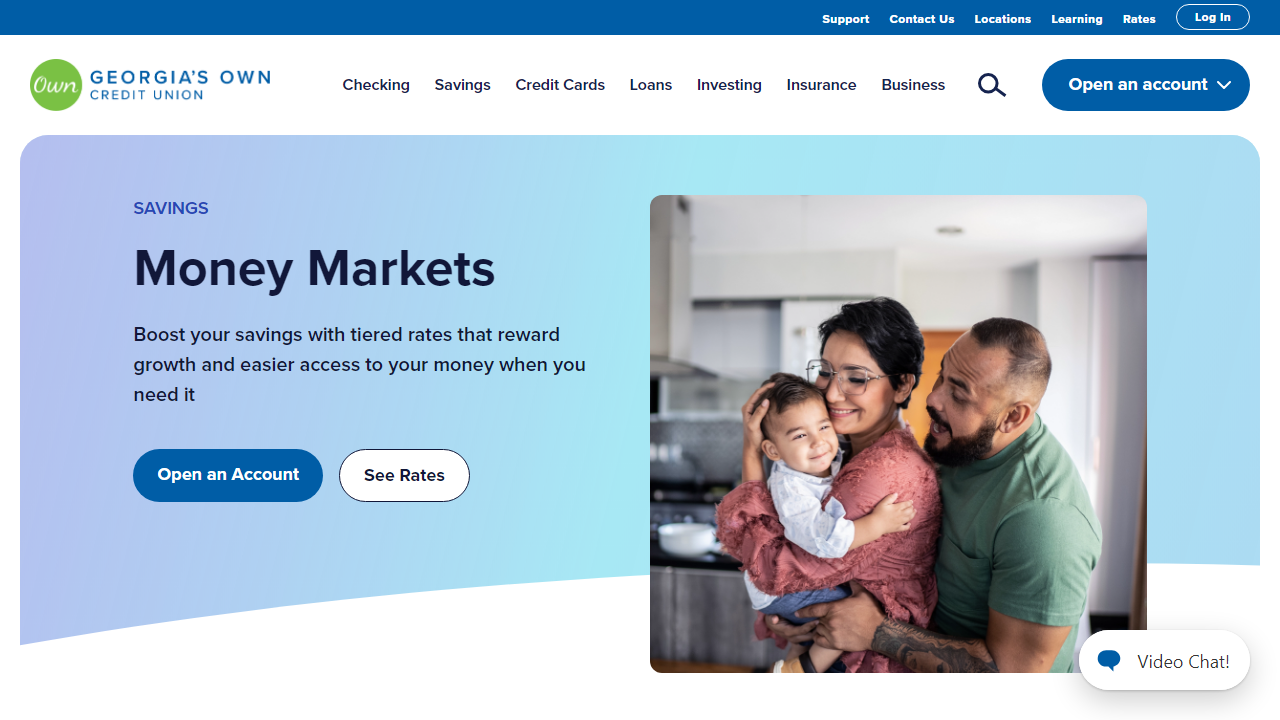 Support Contact Us Locations Learning Rates Log In
Own GEORGIA'S OWN
CREDIT UNION
Checking Savings Credit Cards Loans Investing Insurance Business Open an account
SAVINGS
Money Markets
Boost your savings with tiered rates that reward
growth and easier access to your money when you
need it
Open an Account See Rates
Video Chat!